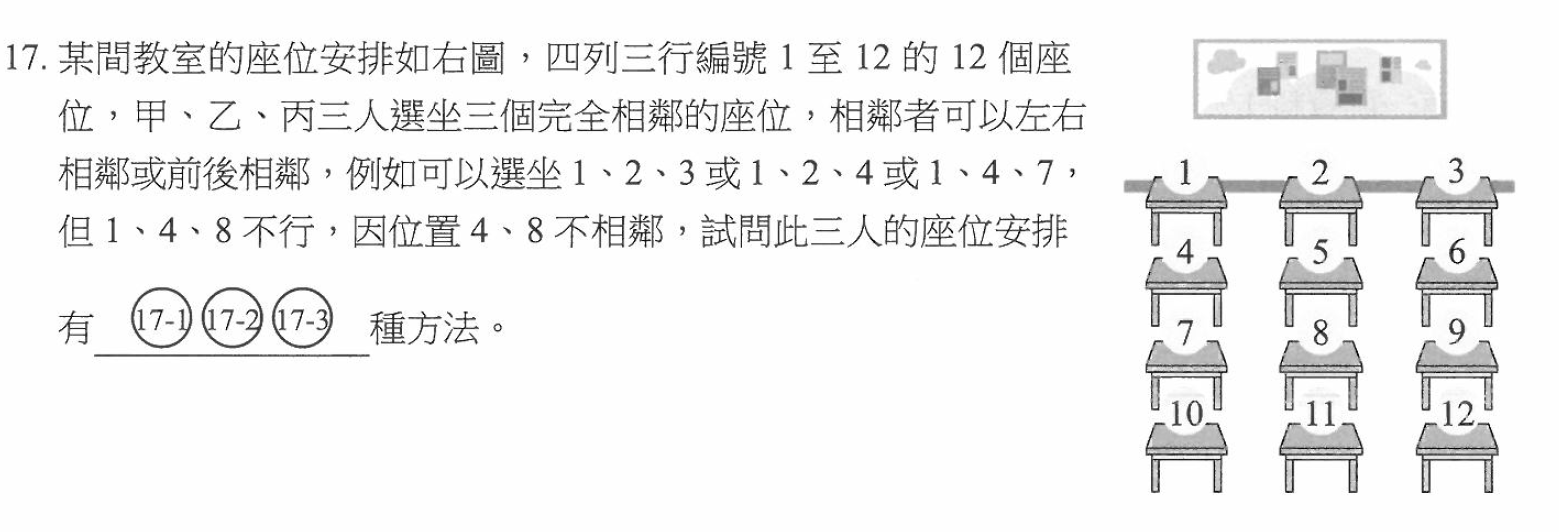 17. 某間教室的座位安排如右圖，四列三行編號 1 至 12 的 12 個座
位，甲、乙、丙三人選坐三個完全相鄰的座位，相鄰者可以左右
相鄰或前後相鄰，例如可以選坐 1、2、3 或 1、2、4 或 1、4、7，
但 1、4、8 不行，因位置 4、8 不相鄰，試問此三人的座位安排
有 17-1 17-2 17-3 種方法。
1 2 3
4 5 6
7 8 9
10 11 12